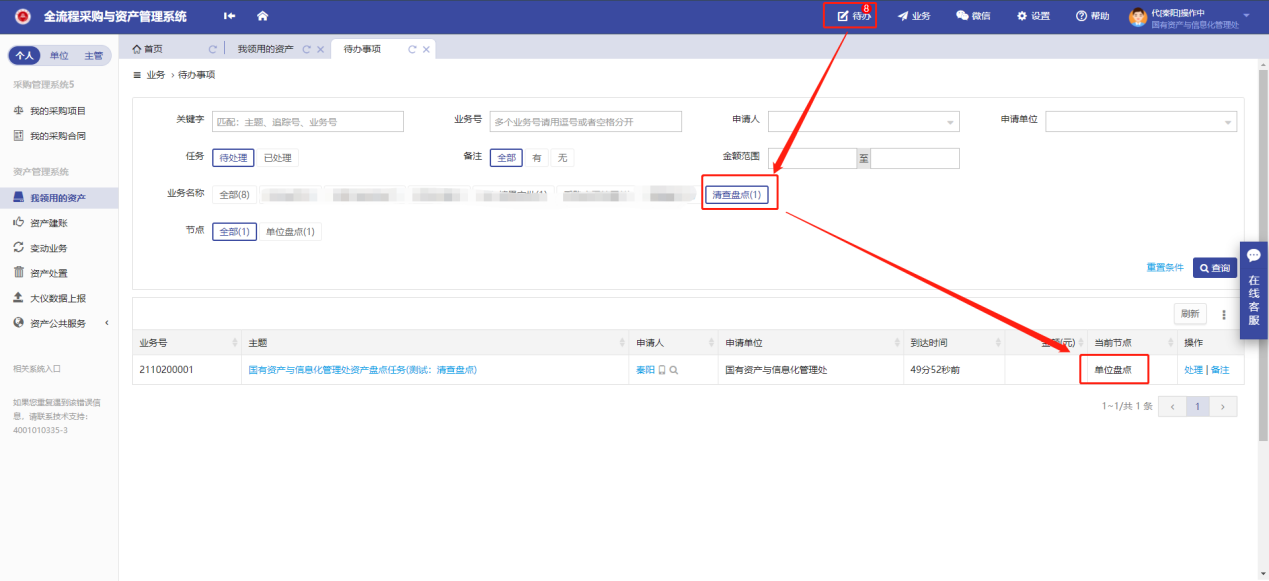 全流程采购与资产管理系统
8
待办
业务
微信
设置
帮助
代[秦阳]操作中
国有资产与信息化管理处
个人 单位 主管
首页
我领用的资产
待办事项
采购管理系统5
我的采购项目
我的采购合同
资产管理系统
我领用的资产
资产建账
变动业务
资产处置
大仪数据上报
资产公共服务
相关系统入口
如果您重复遇到该错误信
息，请联系技术支持:
4001010335-3
业务 › 待办事项
关键字 匹配：主题、追踪号、业务号
业务号 多个业务号请用逗号或者空格分开
申请人
申请单位
任务 待处理 已处理
备注 全部 有 无
金额范围 至
业务名称 全部(8) 清查盘点(1)
节点 全部(1) 单位盘点(1)
重置条件 查询
刷新
业务号 主题 申请人 申请单位 到达时间 (元) 当前节点 操作
2110200001 国有资产与信息化管理处资产盘点任务(测试：清查盘点) 秦阳 国有资产与信息化管理处 49分52秒前 单位盘点 处理 | 备注
1~1/共 1 条 ‹ 1 ›
在线客服